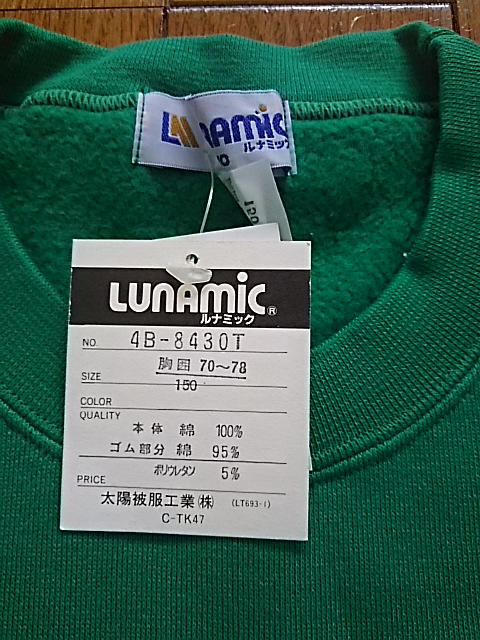 LUNAMIC
ルナミック
LUNAMIC®
ルナミック
NO. 4B-8430T
胸囲 70〜78
SIZE 150
COLOR
QUALITY
本体 綿 100%
ゴム部分 綿 95%
ポリウレタン 5%
PRICE
太陽被服工業(株) (LT693-1)
C-TK47